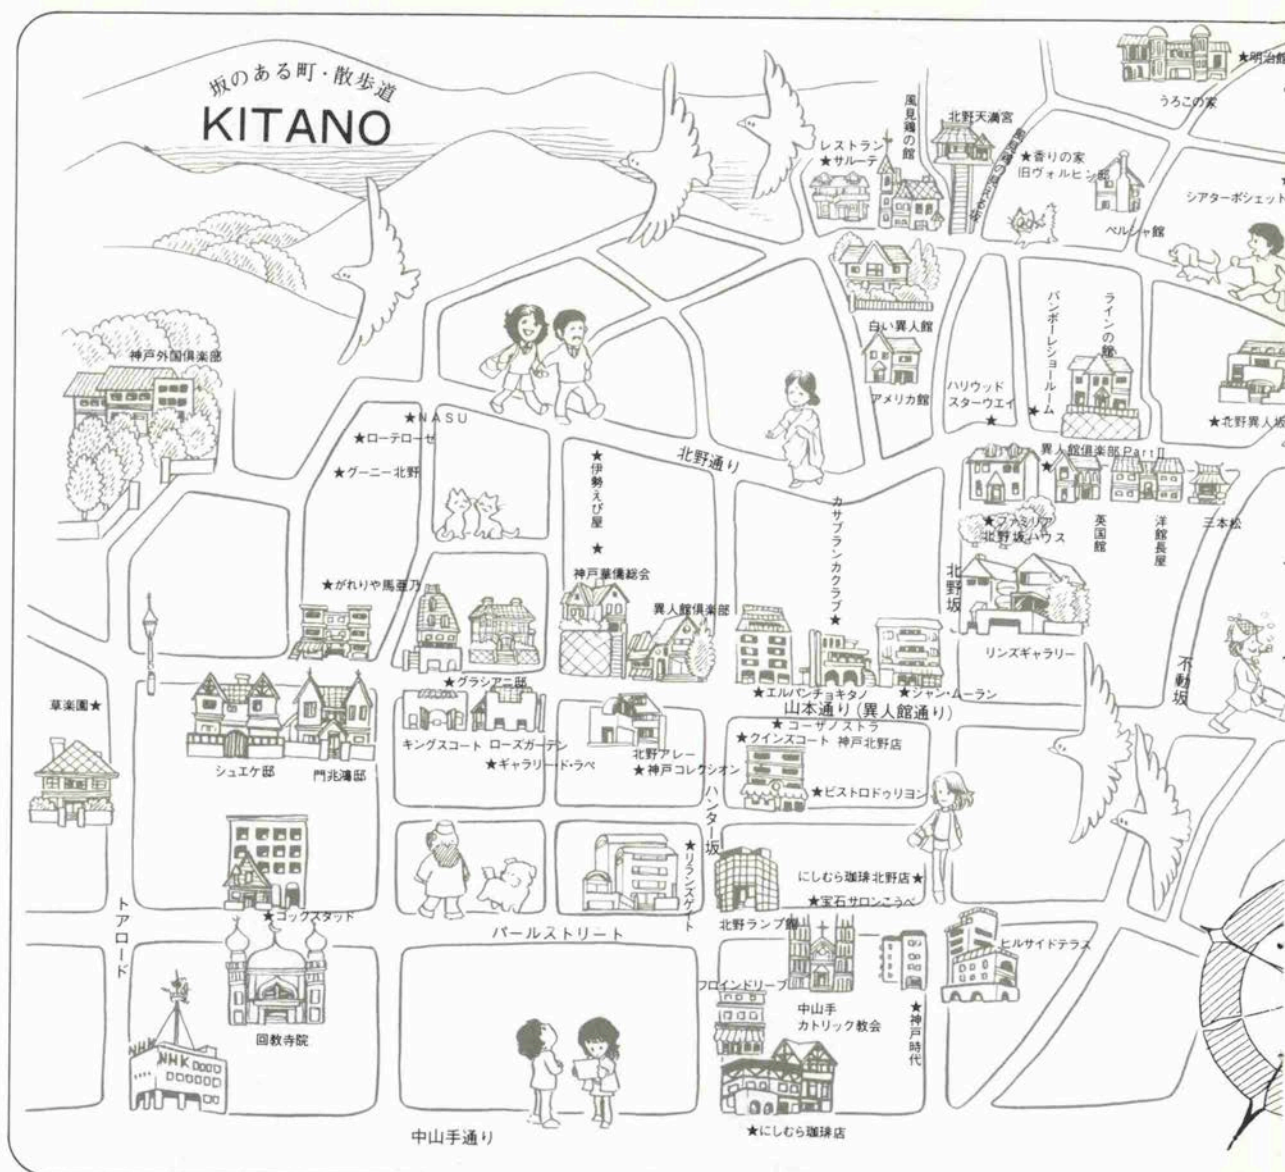 坂のある町・散歩道
KITANO
★明治館
うろこの家
風見鶏の館
北野天満宮
レストラン
★サルーテ
★香りの家
旧ヴォルヒン邸
シアターポシェット
ペルシャ館
神戸外国倶楽部
白い異人館
バンボーレショールーム
★
ラインの館
アメリカ館
ハリウッド
スターウエイ
★
★北野異人坂
★NASU
★ローテローゼ
★グーニー北野
北野通り
★伊勢えび屋
★
異人館倶楽部PartⅡ
★
カサブランカクラブ★
★ファミリア
北野坂ハウス
英国館
洋館長屋
三本松
★がれりや馬亜乃
神戸華僑総会
異人館倶楽部
北野坂
リンズギャラリー
不動坂
草楽園★
★グラシアニ邸
★エルパンチョキタノ
★シャン・ムーラン
山本通り(異人館通り)
シュエケ邸
門兆鴻邸
キングスコート
ローズガーデン
★ギャラリー・ド・ラペ
北野アレー
★神戸コレクシオン
★コーザノストラ
★クインズコート 神戸北野店
★ビストロドゥリヨン
ハンター坂
★リランズゲイト
にしむら珈琲北野店★
★宝石サロンこうべ
北野ランプ館
トアロード
★ゴックスタッド
パールストリート
ヒルサイドテラス
フロインドリーブ
中山手
カトリック教会
★神戸時代
回教寺院
NHK
NHK
中山手通り
★にしむら珈琲店